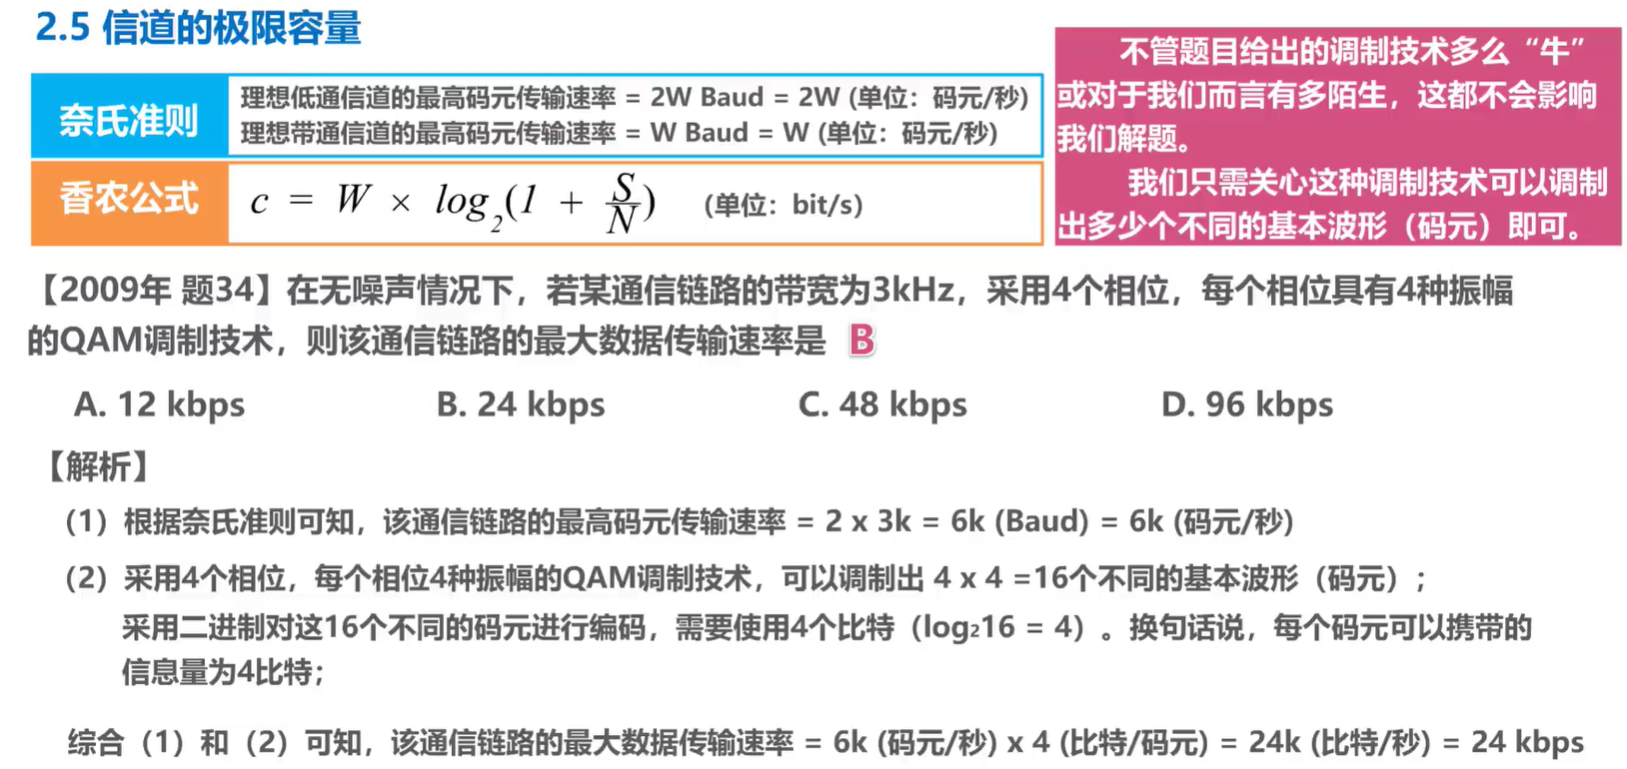 2.5 信道的极限容量
奈氏准则
理想低通信道的最高码元传输速率 = 2W Baud = 2W (单位：码元/秒)
理想带通信道的最高码元传输速率 = W Baud = W (单位：码元/秒)
香农公式
c = W × log₂(1 + S/N) （单位：bit/s）
不管题目给出的调制技术多么“牛”
或对于我们而言有多陌生，这都不会影响
我们解题。
我们只需关心这种调制技术可以调制
出多少个不同的基本波形（码元）即可。
【2009年 题34】在无噪声情况下，若某通信链路的带宽为3kHz，采用4个相位，每个相位具有4种振幅
的QAM调制技术，则该通信链路的最大数据传输速率是 B
A. 12 kbps B. 24 kbps C. 48 kbps D. 96 kbps
【解析】
（1）根据奈氏准则可知，该通信链路的最高码元传输速率 = 2 x 3k = 6k (Baud) = 6k (码元/秒)
（2）采用4个相位，每个相位4种振幅的QAM调制技术，可以调制出 4 x 4 =16个不同的基本波形（码元）；
采用二进制对这16个不同的码元进行编码，需要使用4个比特（log₂16 = 4）。换句话说，每个码元可以携带的
信息量为4比特；
综合（1）和（2）可知，该通信链路的最大数据传输速率 = 6k (码元/秒) x 4 (比特/码元) = 24k (比特/秒) = 24 kbps